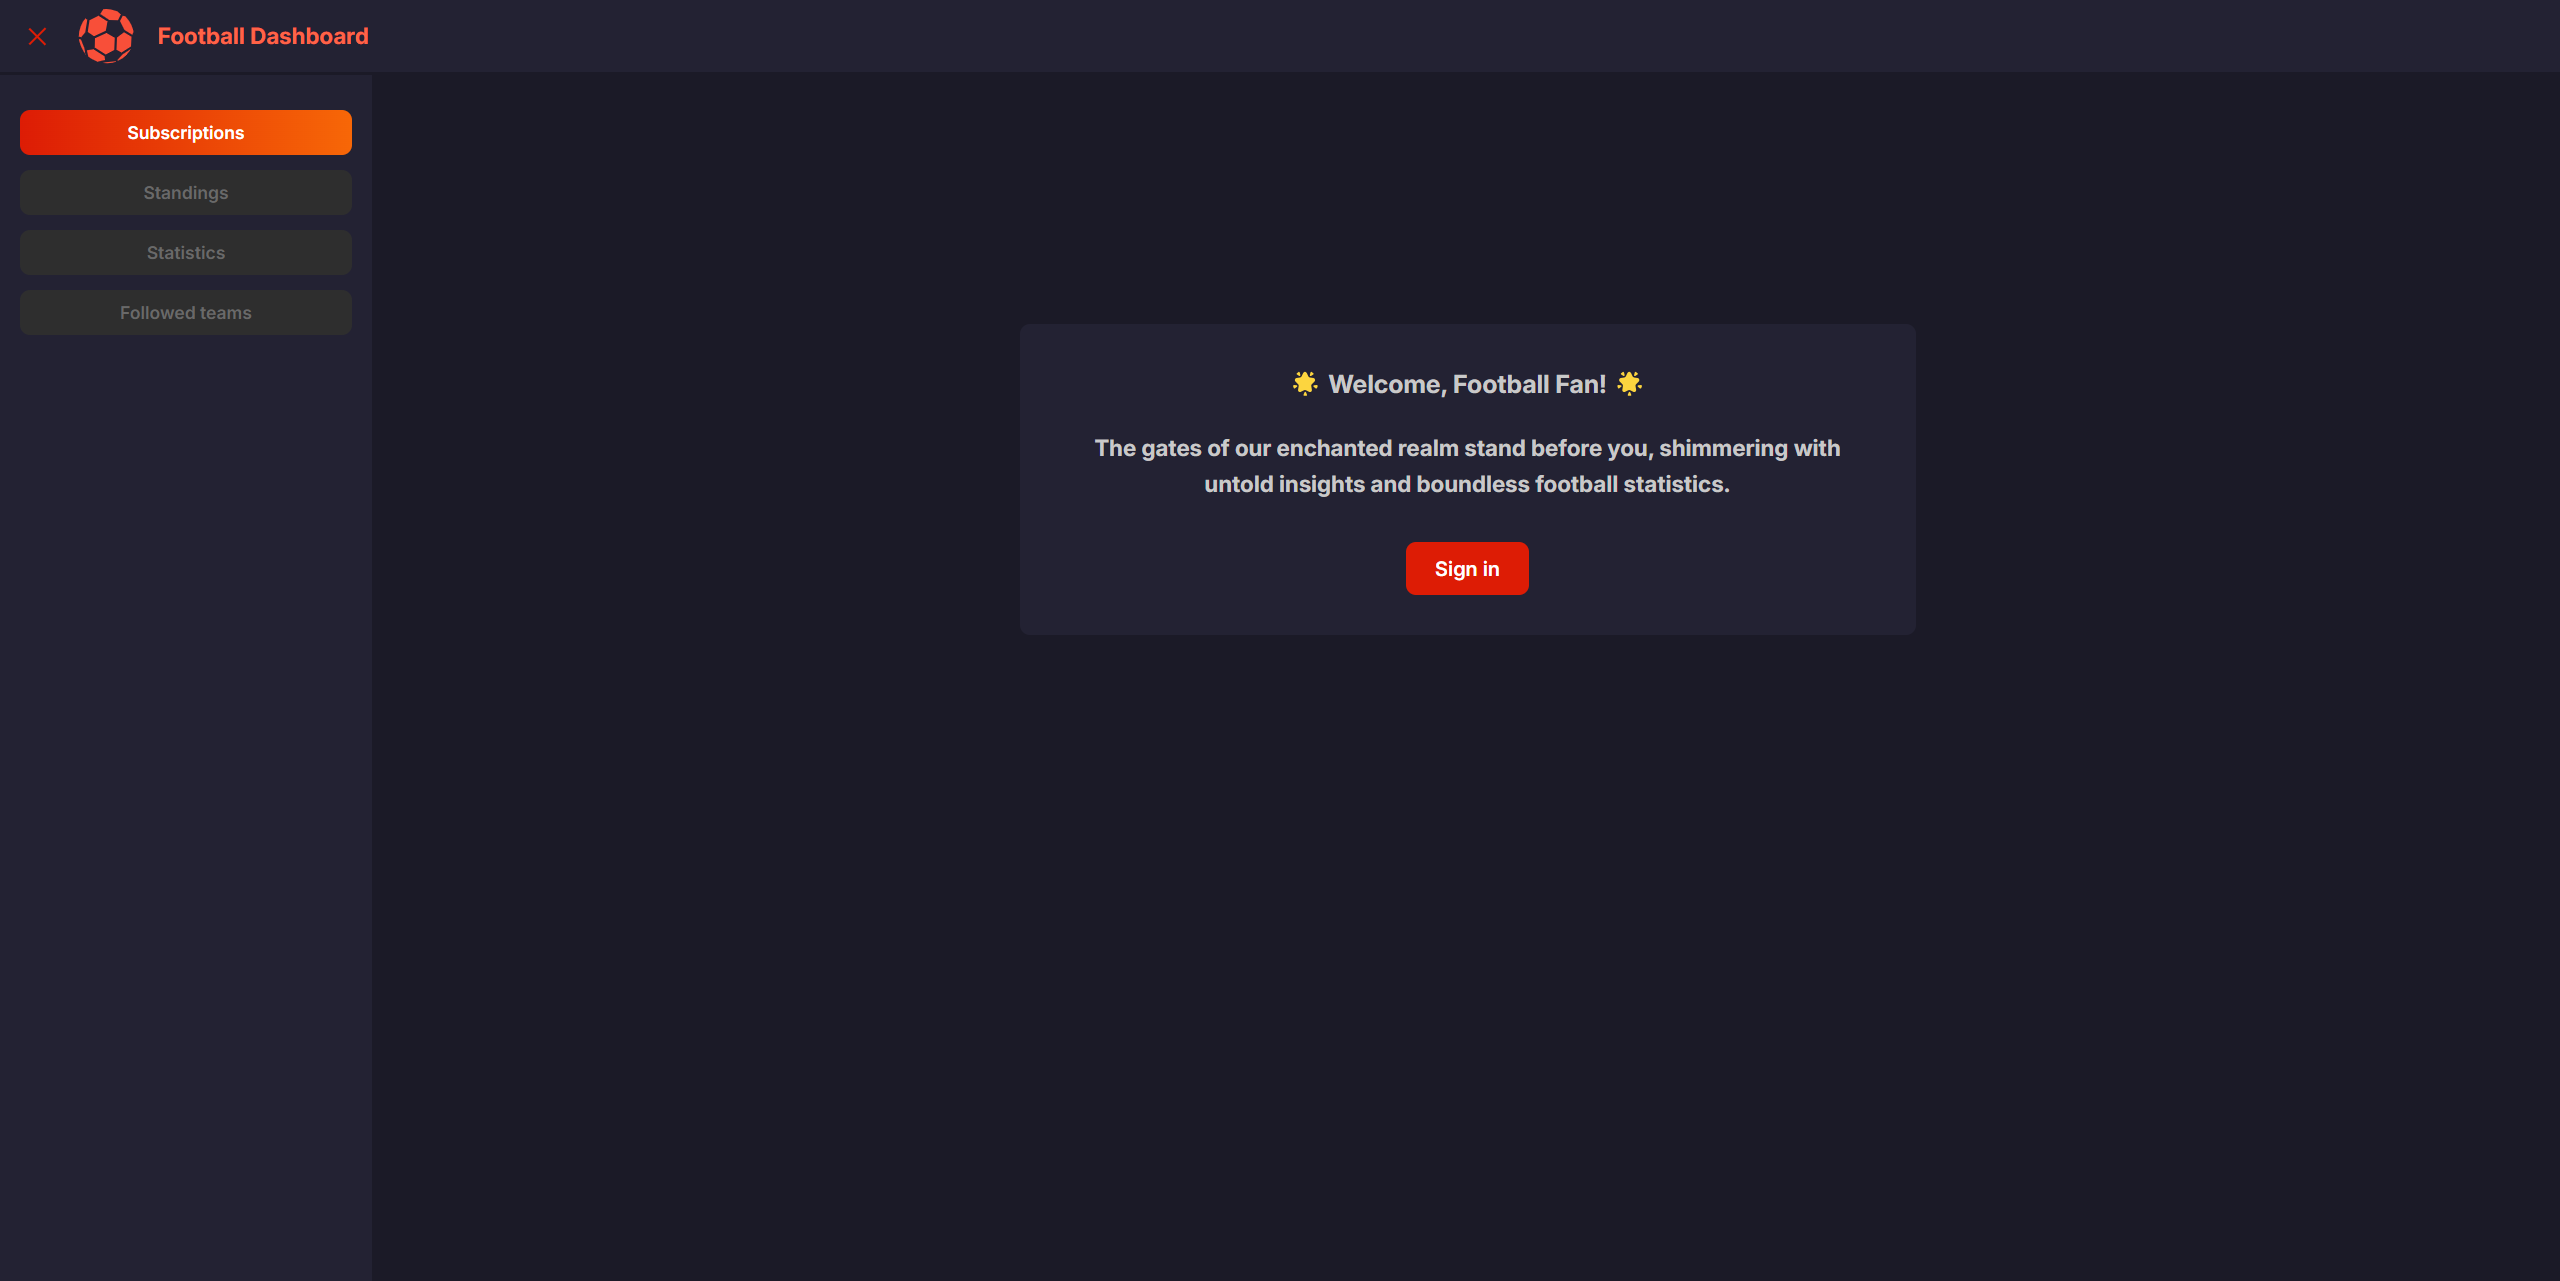 Football Dashboard
Subscriptions
Standings
Statistics
Followed teams
🌟 Welcome, Football Fan! 🌟
The gates of our enchanted realm stand before you, shimmering with
untold insights and boundless football statistics.
Sign in